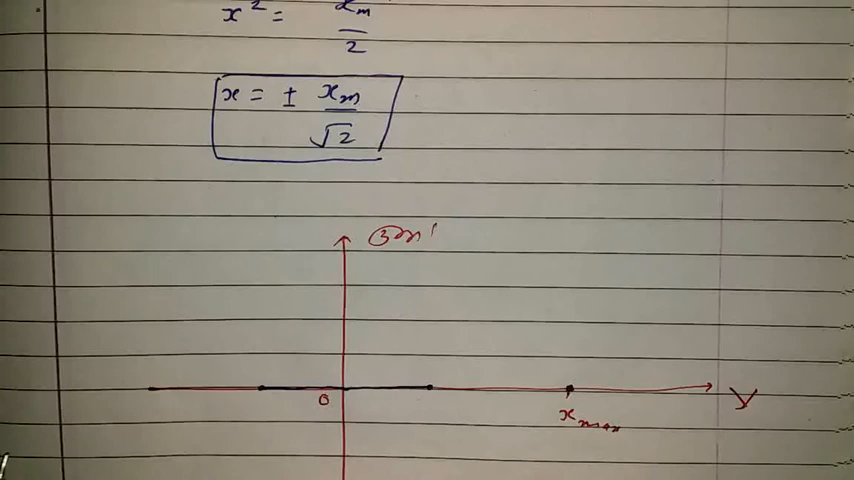 x² = xm/2
x = ± xm/√2
0
y
xmax